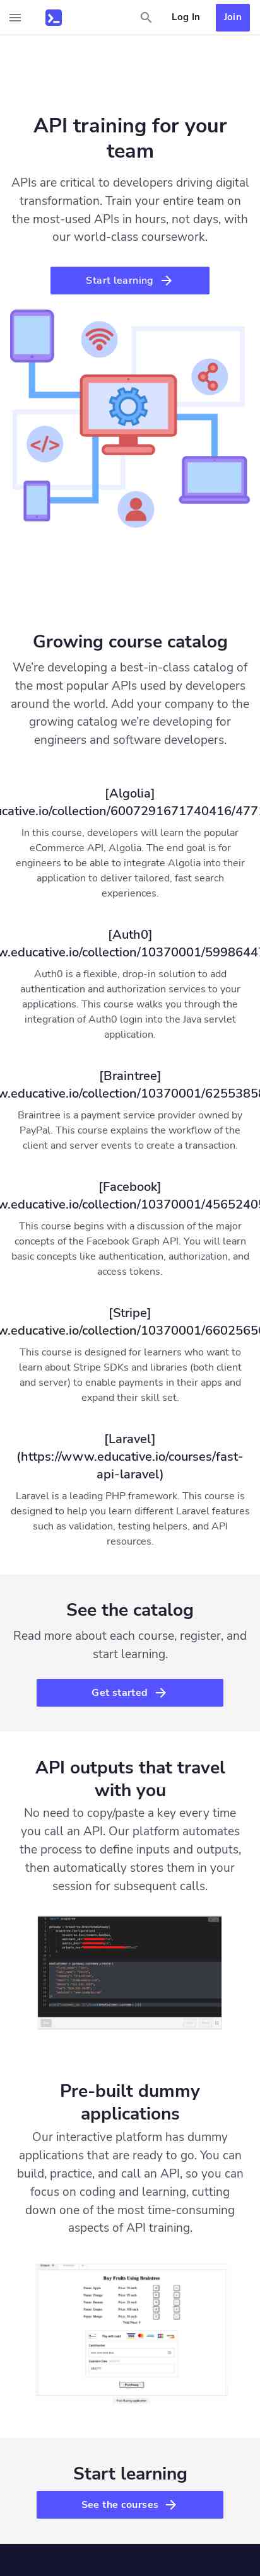 Log In
Join
API training for your
team
APIs are critical to developers driving digital
transformation. Train your entire team on
the most-used APIs in hours, not days, with
our world-class coursework.
Start learning
Growing course catalog
We're developing a best-in-class catalog of
the most popular APIs used by developers
around the world. Add your company to the
growing catalog we're developing for
engineers and software developers.
[Algolia]
ucative.io/collection/6007291671740416/477
In this course, developers will learn the popular
eCommerce API, Algolia. The end goal is for
engineers to be able to integrate Algolia into their
application to deliver tailored, fast search
experiences.
[Auth0]
w.educative.io/collection/10370001/5998644
Auth0 is a flexible, drop-in solution to add
authentication and authorization services to your
applications. This course walks you through the
integration of Auth0 login into the Java servlet
application.
[Braintree]
w.educative.io/collection/10370001/6255385
Braintree is a payment service provider owned by
PayPal. This course explains the workflow of the
client and server events to create a transaction.
[Facebook]
w.educative.io/collection/10370001/4565240
This course begins with a discussion of the major
concepts of the Facebook Graph API. You will learn
basic concepts like authentication, authorization, and
access tokens.
[Stripe]
w.educative.io/collection/10370001/6602565
This course is designed for learners who want to
learn about Stripe SDKs and libraries (both client
and server) to enable payments in their apps and
expand their skill set.
[Laravel]
(https://www.educative.io/courses/fast-
api-laravel)
Laravel is a leading PHP framework. This course is
designed to help you learn different Laravel features
such as validation, testing helpers, and API
resources.
See the catalog
Read more about each course, register, and
start learning.
Get started
API outputs that travel
with you
No need to copy/paste a key every time
you call an API. Our platform automates
the process to define inputs and outputs,
then automatically stores them in your
session for subsequent calls.
Pre-built dummy
applications
Our interactive platform has dummy
applications that are ready to go. You can
build, practice, and call an API, so you can
focus on coding and learning, cutting
down one of the most time-consuming
aspects of API training.
Buy Fruits Using Braintree
Start learning
See the courses